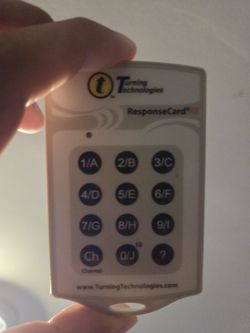 t Turning
Technologies
ResponseCard RF
1/A 2/B 3/C
4/D 5/E 6/F
7/G 8/H 9/I
10
Ch 0/J ?
Channel
www.TurningTechnologies.com